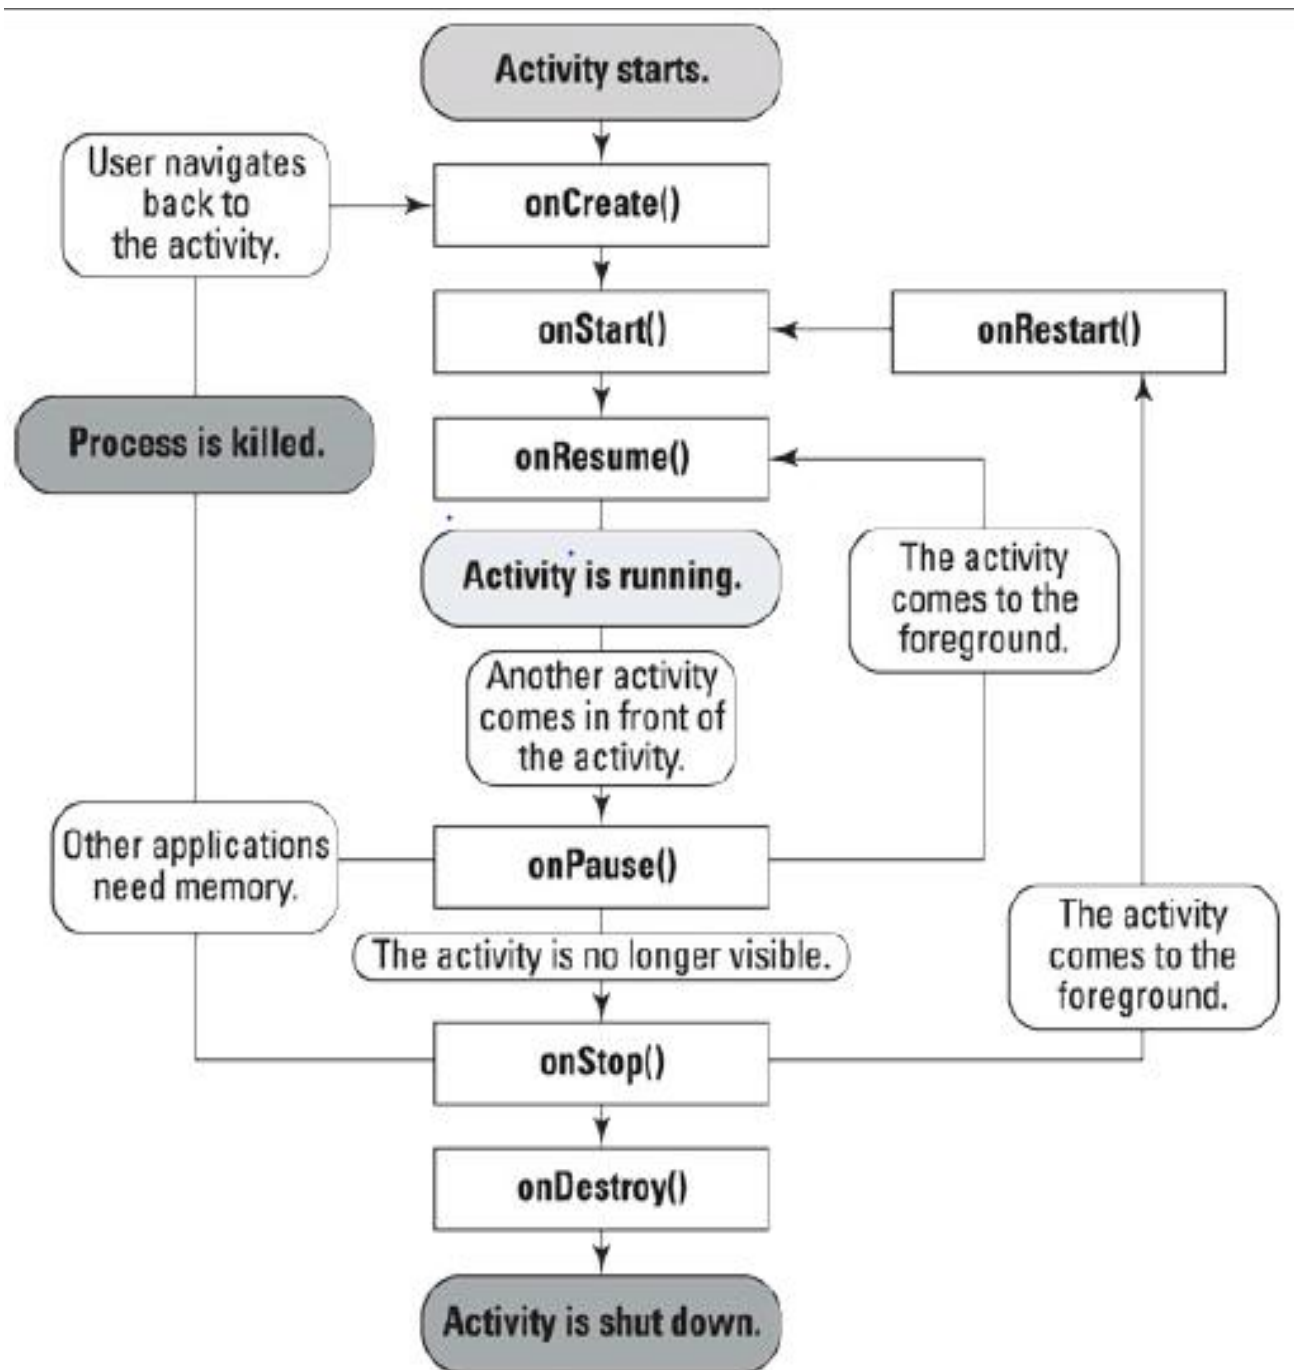 Activity starts.
User navigates
back to
the activity.
onCreate()
onStart()
onRestart()
Process is killed.
onResume()
Activity is running.
The activity
comes to the
foreground.
Another activity
comes in front of
the activity.
Other applications
need memory.
onPause()
The activity is no longer visible.
The activity
comes to the
foreground.
onStop()
onDestroy()
Activity is shut down.